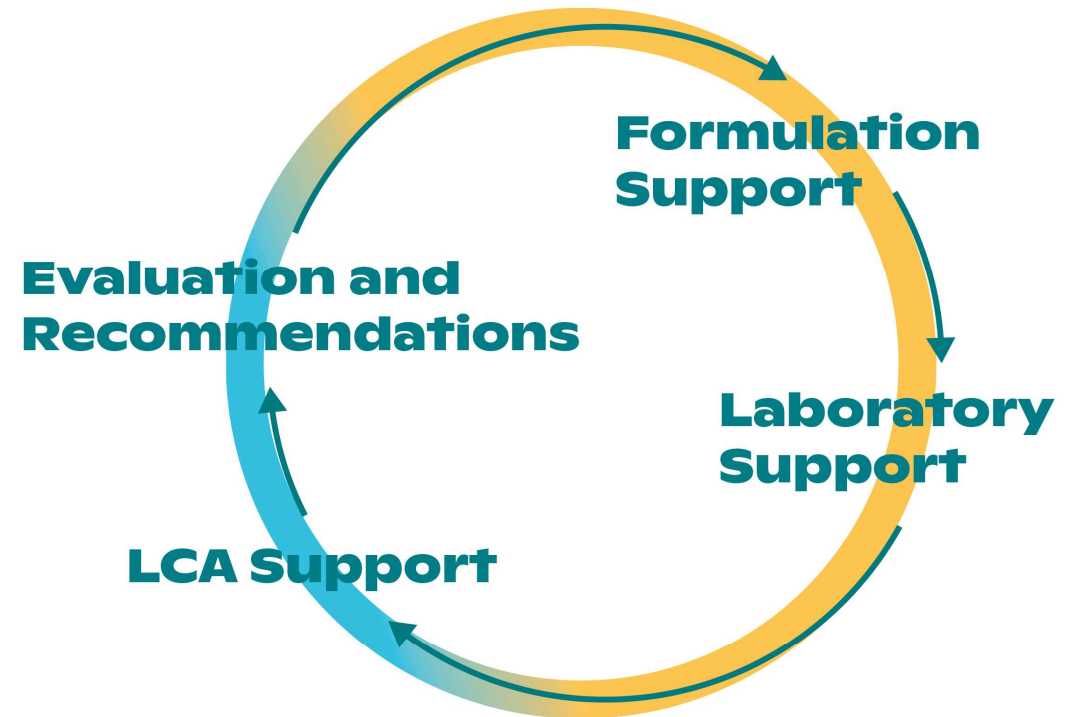 Formulation
Support
Evaluation and
Recommendations
Laboratory
Support
LCA Support